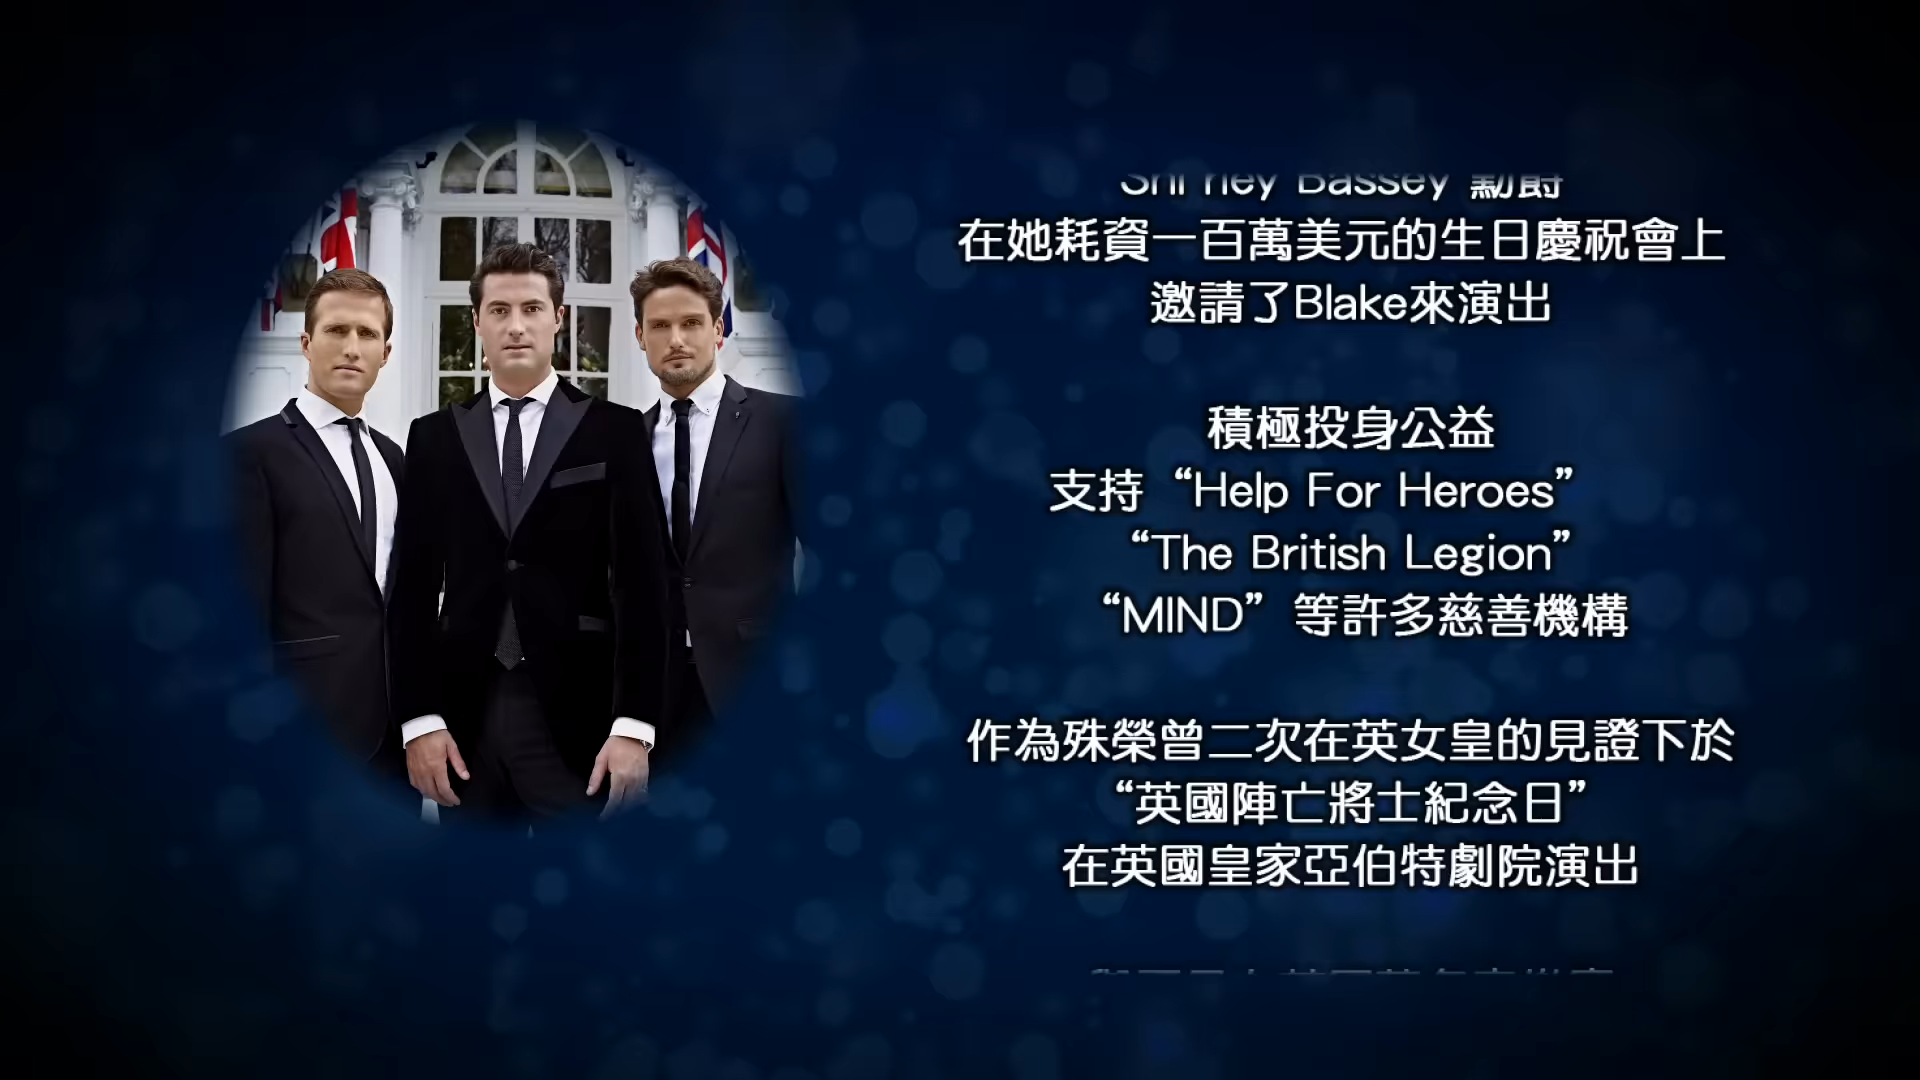 Shirley Bassey 勳爵
在她耗資一百萬美元的生日慶祝會上
邀請了Blake來演出
積極投身公益
支持 “Help For Heroes”
“The British Legion”
“MIND” 等許多慈善機構
作為殊榮曾二次在英女皇的見證下於
“英國陣亡將士紀念日”
在英國皇家亞伯特劇院演出